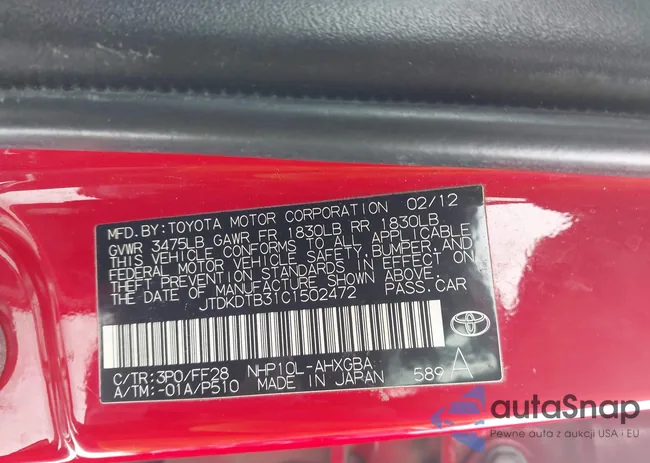 MFD.BY:TOYOTA MOTOR CORPORATION 02/12
GVWR 3475LB GAWR FR 1830LB RR 1830LB
THIS VEHICLE CONFORMS TO ALL APPLICABLE
FEDERAL MOTOR VEHICLE SAFETY,BUMPER,AND
THEFT PREVENTION STANDARDS IN EFFECT ON
THE DATE OF MANUFACTURE SHOWN ABOVE.
JTDKDTB31C1502472 PASS.CAR
C/TR:3P0/FF28 NHP10L-AHXGBA
A/TM:-01A/P510 MADE IN JAPAN 589 A
autaSnap
Pewne auta z aukcji USA i EU